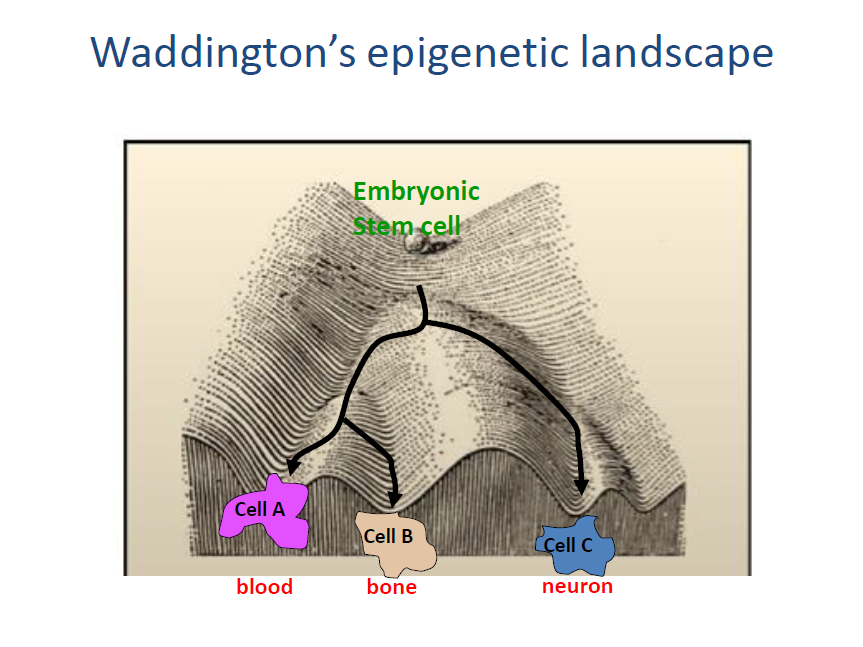 Waddington’s epigenetic landscape
Embryonic
Stem cell
Cell A
Cell B
Cell C
blood
bone
neuron